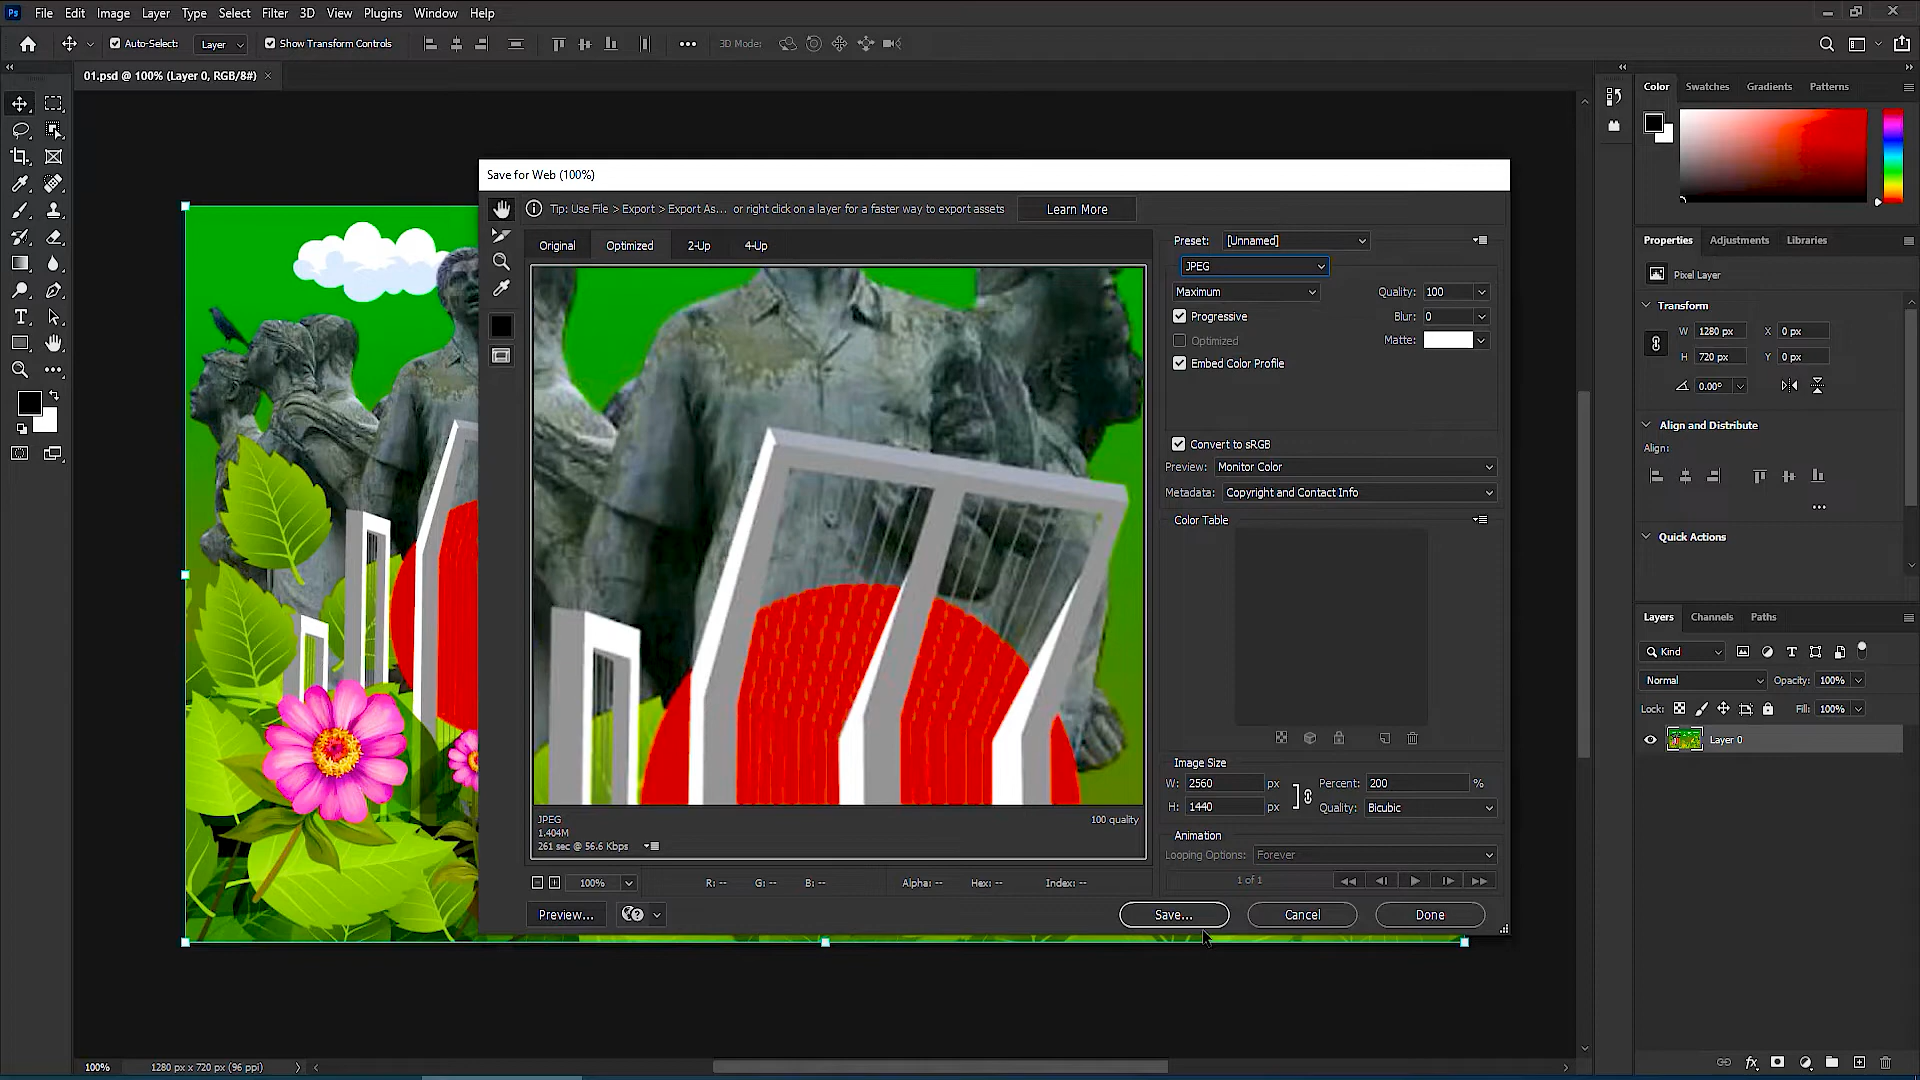 Ps File Edit Image Layer Type Select Filter 3D View Plugins Window Help
Auto-Select: Layer Show Transform Controls 3D Mode:
01.psd @ 100% (Layer 0, RGB/8#) ×
Save for Web (100%)
Tip: Use File > Export > Export As... or right click on a layer for a faster way to export assets Learn More
Original Optimized 2-Up 4-Up
JPEG
1.404M
261 sec @ 56.6 Kbps
100 quality
100% R: -- G: -- B: -- Alpha: -- Hex: -- Index: --
Preview... Save... Cancel Done
Preset: [Unnamed]
JPEG
Maximum Quality: 100
Progressive Blur: 0
Optimized Matte:
Embed Color Profile
Convert to sRGB
Preview: Monitor Color
Metadata: Copyright and Contact Info
Color Table
Image Size
W: 2560 px Percent: 200 %
H: 1440 px Quality: Bicubic
Animation
Looping Options: Forever
1 of 1
Color Swatches Gradients Patterns
Properties Adjustments Libraries
Pixel Layer
Transform
W 1280 px X 0 px
H 720 px Y 0 px
0.00°
Align and Distribute
Align:
Quick Actions
Layers Channels Paths
Kind
Normal Opacity: 100%
Lock: Fill: 100%
Layer 0
100% 1280 px x 720 px (96 ppi)